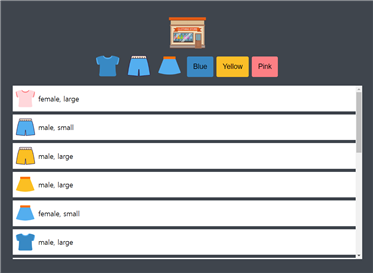 Blue Yellow Pink
female, large
male, small
male, large
male, large
female, small
male, large